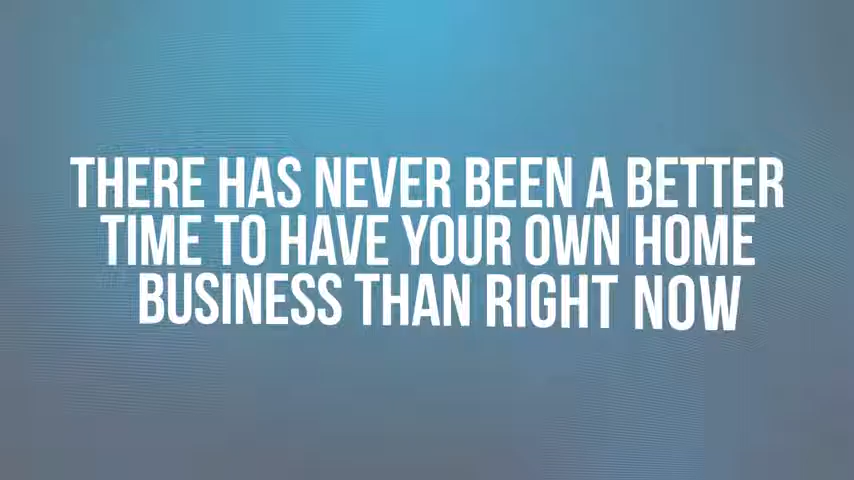 THERE HAS NEVER BEEN A BETTER
TIME TO HAVE YOUR OWN HOME
BUSINESS THAN RIGHT NOW